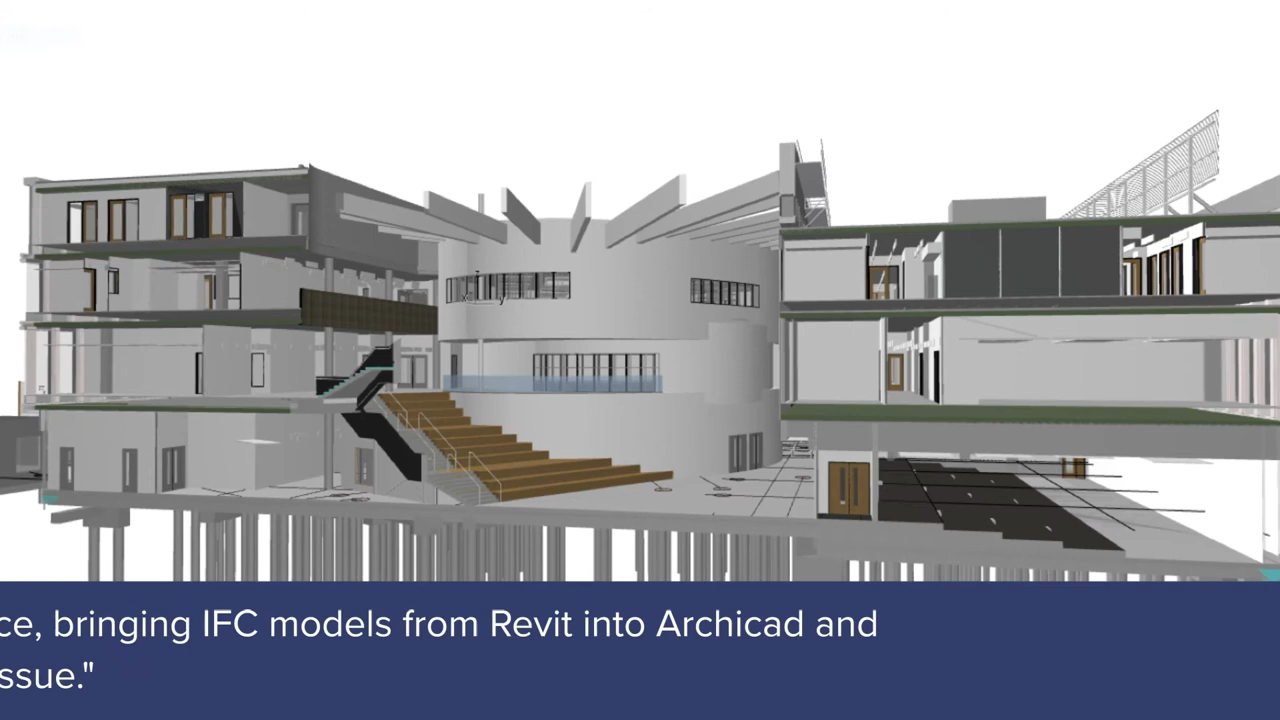 ce, bringing IFC models from Revit into Archicad and
ssue."